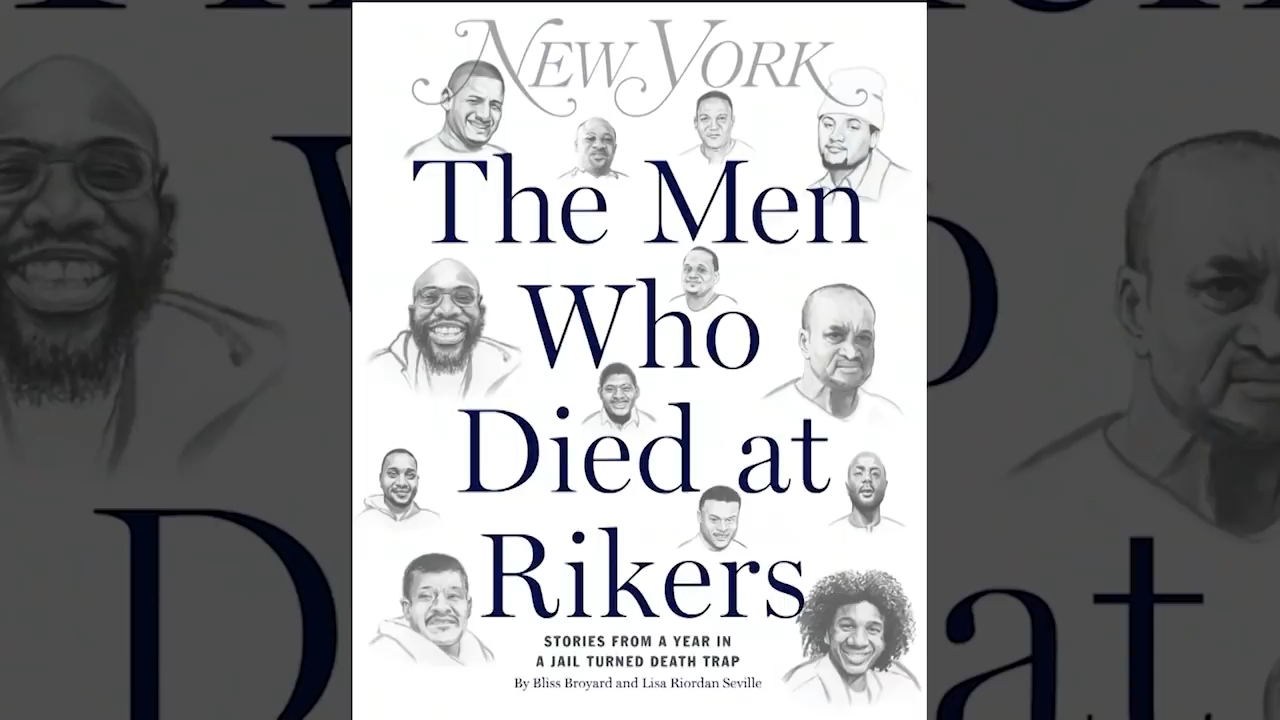 New York
The Men
Who
Died at
Rikers
STORIES FROM A YEAR IN
A JAIL TURNED DEATH TRAP
By Bliss Broyard and Lisa Riordan Seville